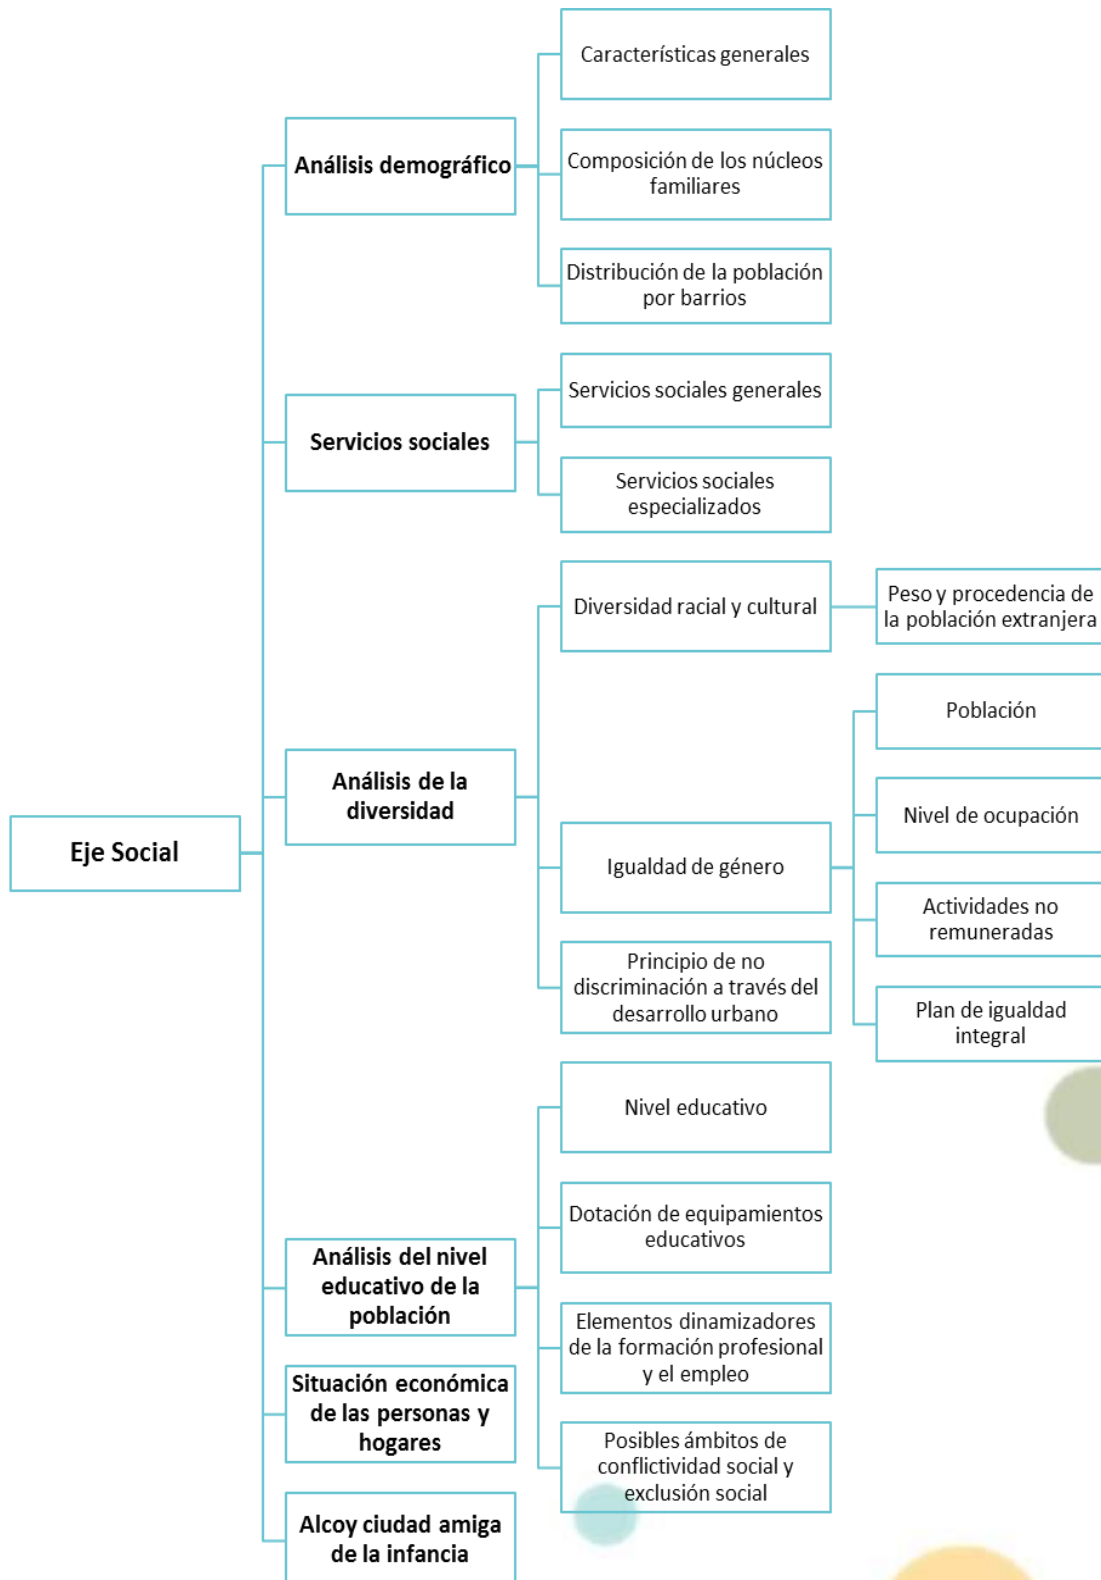 Eje Social
Análisis demográfico
Características generales
Composición de los núcleos
familiares
Distribución de la población
por barrios
Servicios sociales
Servicios sociales generales
Servicios sociales
especializados
Análisis de la
diversidad
Diversidad racial y cultural
Peso y procedencia de
la población extranjera
Igualdad de género
Población
Nivel de ocupación
Actividades no
remuneradas
Plan de igualdad
integral
Principio de no
discriminación a través del
desarrollo urbano
Análisis del nivel
educativo de la
población
Nivel educativo
Dotación de equipamientos
educativos
Elementos dinamizadores
de la formación profesional
y el empleo
Posibles ámbitos de
conflictividad social y
exclusión social
Situación económica
de las personas y
hogares
Alcoy ciudad amiga
de la infancia